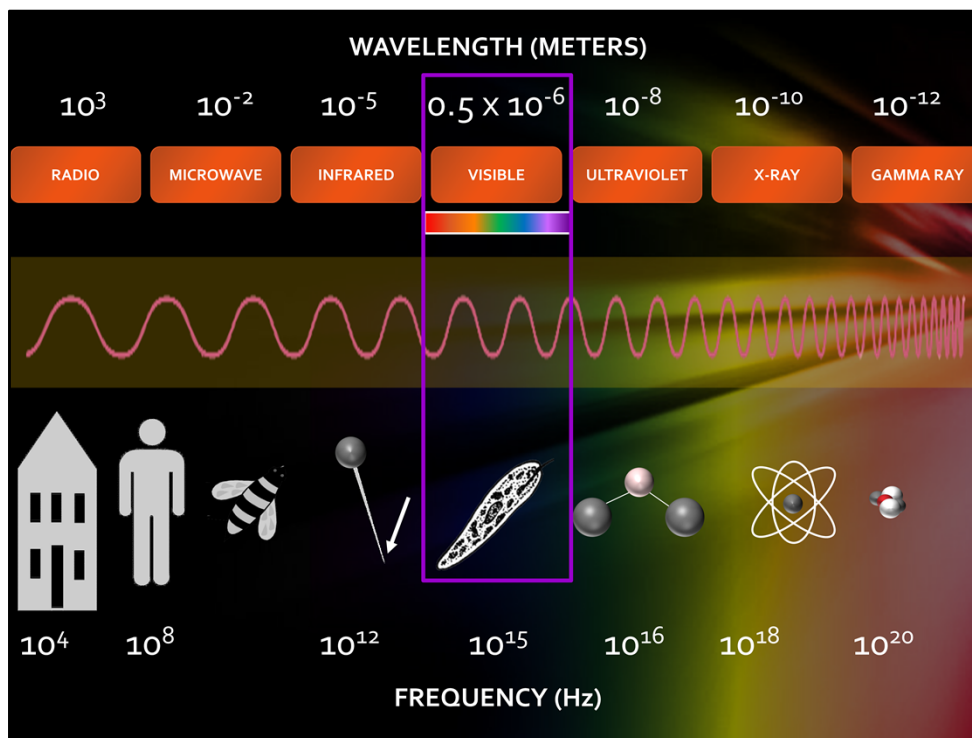 WAVELENGTH (METERS)
10³ 10⁻² 10⁻⁵ 0.5 X 10⁻⁶ 10⁻⁸ 10⁻¹⁰ 10⁻¹²
RADIO MICROWAVE INFRARED VISIBLE ULTRAVIOLET X-RAY GAMMA RAY
10⁴ 10⁸ 10¹² 10¹⁵ 10¹⁶ 10¹⁸ 10²⁰
FREQUENCY (Hz)